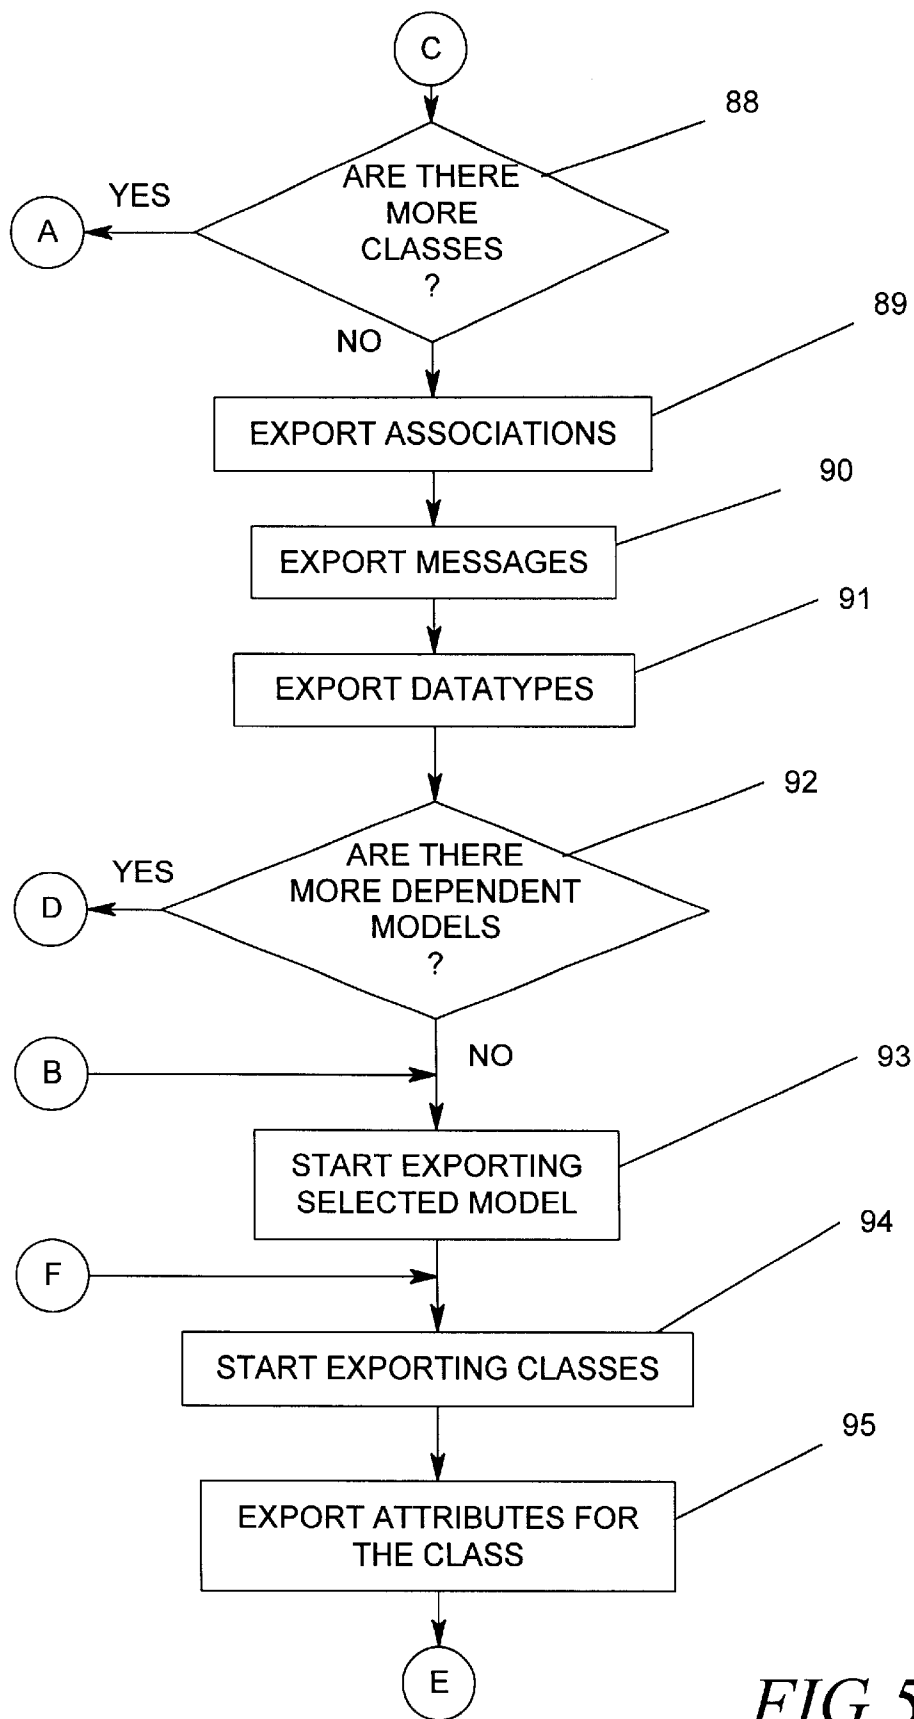 C
88
ARE THERE
MORE
CLASSES
?
YES
A
NO
89
EXPORT ASSOCIATIONS
90
EXPORT MESSAGES
91
EXPORT DATATYPES
92
ARE THERE
MORE DEPENDENT
MODELS
?
YES
D
NO
B
93
START EXPORTING
SELECTED MODEL
F
94
START EXPORTING CLASSES
95
EXPORT ATTRIBUTES FOR
THE CLASS
E
FIG 5